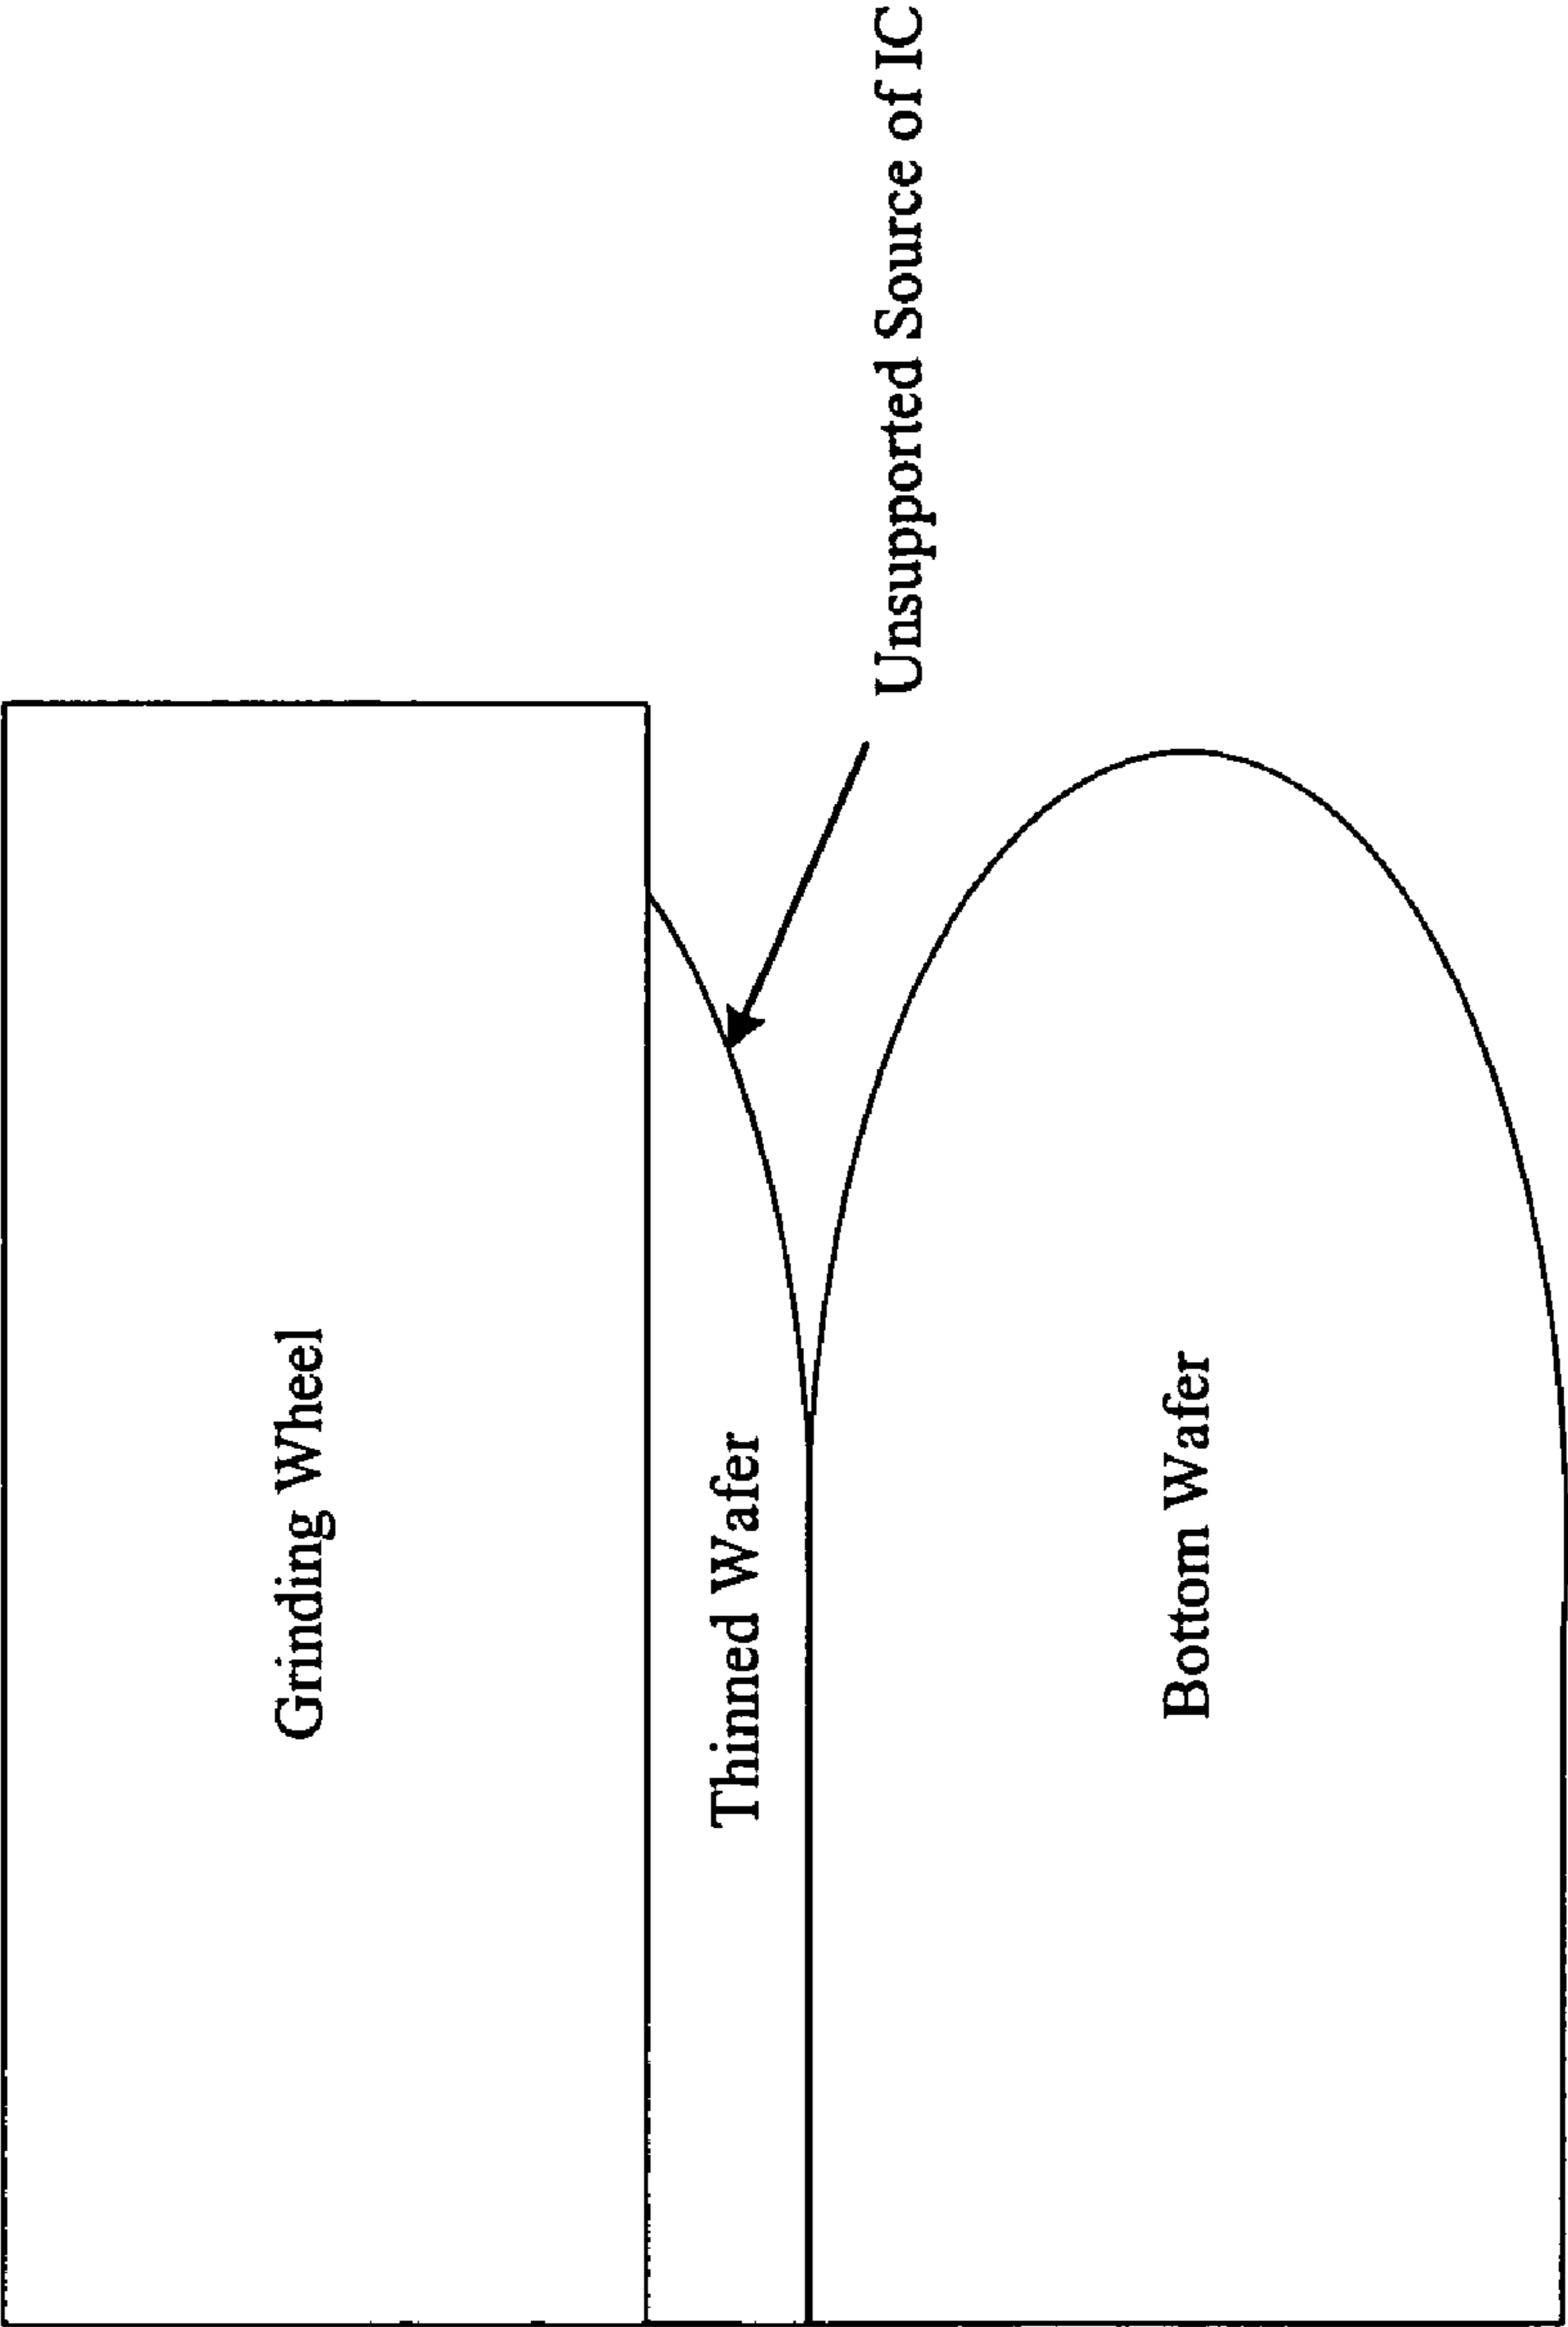 Grinding Wheel
Thinned Wafer
Unsupported Source of IC
Bottom Wafer